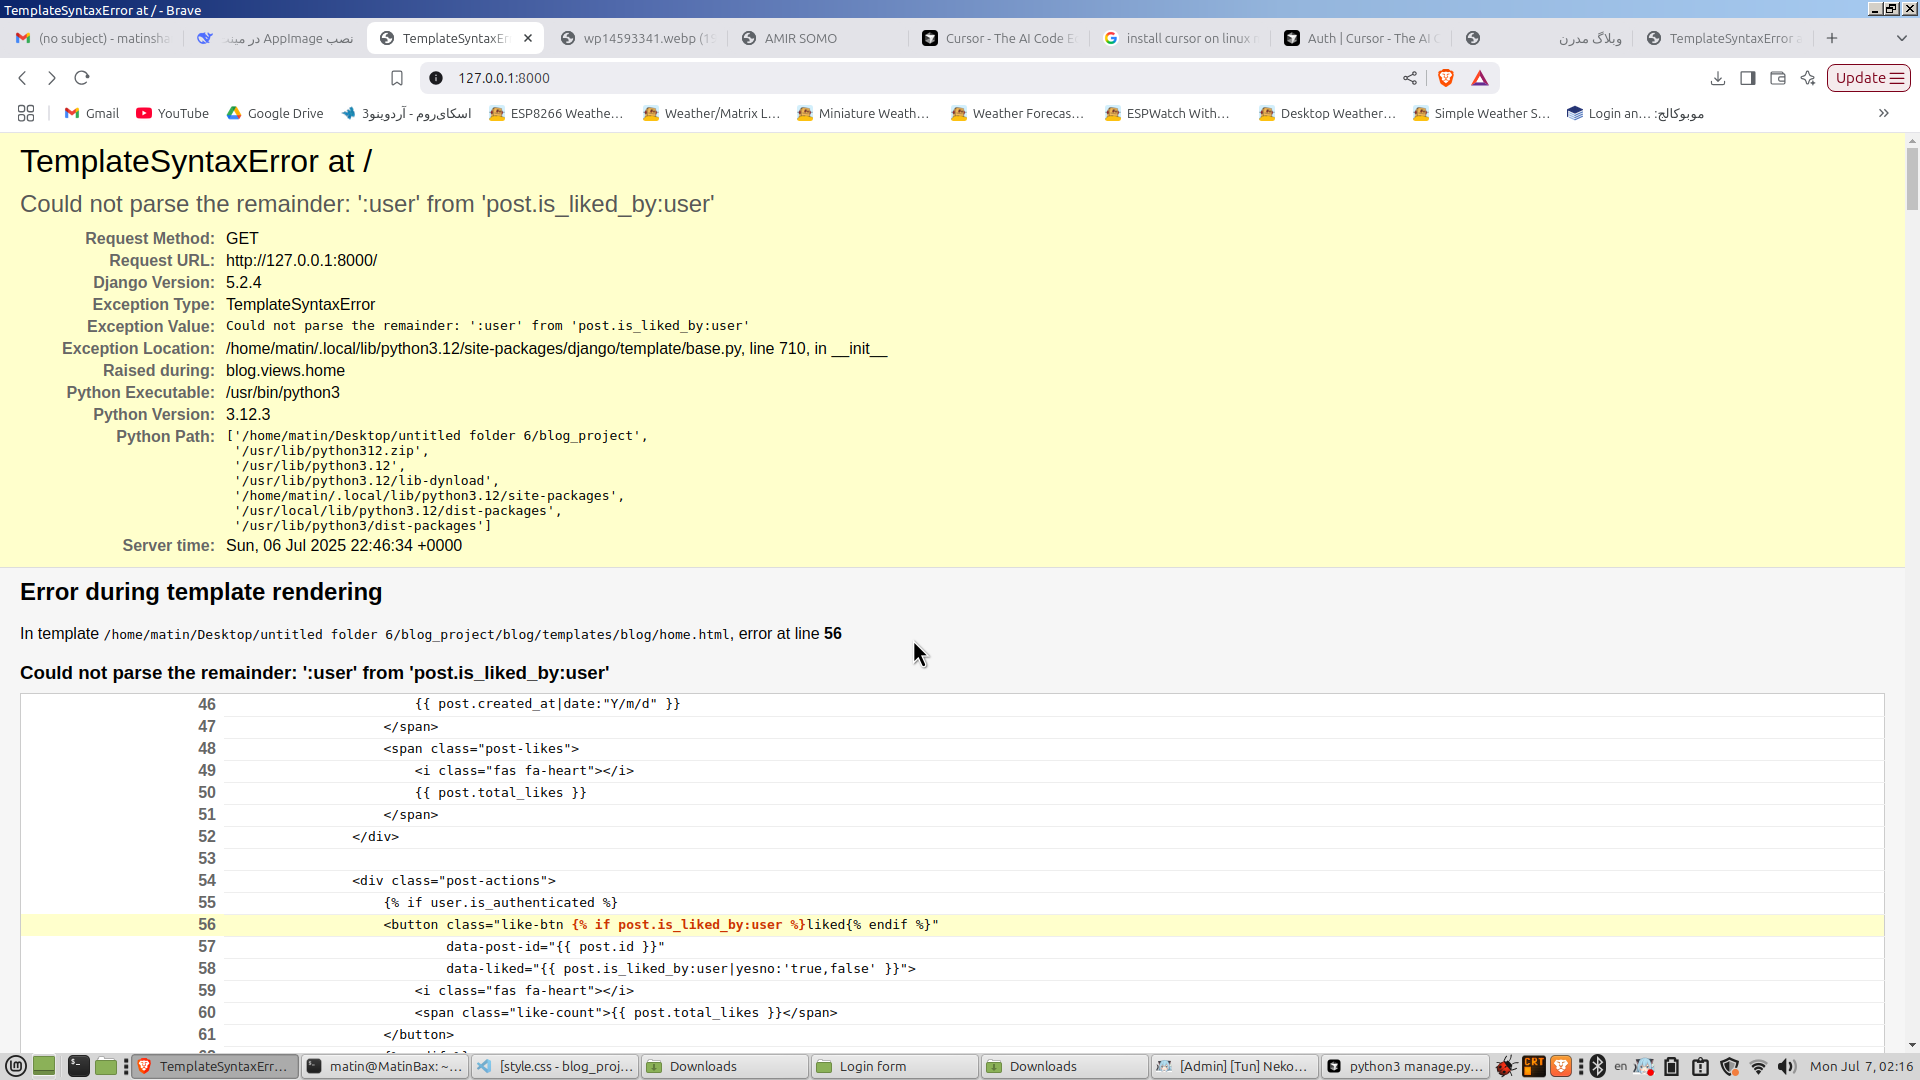 TemplateSyntaxError at / - Brave
(no subject) - matinsha
نصب AppImage در مینت
TemplateSyntaxEr
wp14593341.webp (15
AMIR SOMO
Cursor - The AI Code E
install cursor on linux m
Auth | Cursor - The AI C
وبلاگ مدرن
TemplateSyntaxError a
127.0.0.1:8000
Update
Gmail
YouTube
Google Drive
اسکای‌روم - آردوینو3
ESP8266 Weathe...
Weather/Matrix L...
Miniature Weath...
Weather Forecas...
ESPWatch With...
Desktop Weather...
Simple Weather S...
Login an... :موبوکالج
TemplateSyntaxError at /
Could not parse the remainder: ':user' from 'post.is_liked_by:user'
Request Method: GET
Request URL: http://127.0.0.1:8000/
Django Version: 5.2.4
Exception Type: TemplateSyntaxError
Exception Value: Could not parse the remainder: ':user' from 'post.is_liked_by:user'
Exception Location: /home/matin/.local/lib/python3.12/site-packages/django/template/base.py, line 710, in __init__
Raised during: blog.views.home
Python Executable: /usr/bin/python3
Python Version: 3.12.3
Python Path: ['/home/matin/Desktop/untitled folder 6/blog_project',
'/usr/lib/python312.zip',
'/usr/lib/python3.12',
'/usr/lib/python3.12/lib-dynload',
'/home/matin/.local/lib/python3.12/site-packages',
'/usr/local/lib/python3.12/dist-packages',
'/usr/lib/python3/dist-packages']
Server time: Sun, 06 Jul 2025 22:46:34 +0000
Error during template rendering
In template /home/matin/Desktop/untitled folder 6/blog_project/blog/templates/blog/home.html, error at line 56
Could not parse the remainder: ':user' from 'post.is_liked_by:user'
46 {{ post.created_at|date:"Y/m/d" }}
47 </span>
48 <span class="post-likes">
49 <i class="fas fa-heart"></i>
50 {{ post.total_likes }}
51 </span>
52 </div>
53
54 <div class="post-actions">
55 {% if user.is_authenticated %}
56 <button class="like-btn {% if post.is_liked_by:user %}liked{% endif %}"
57 data-post-id="{{ post.id }}"
58 data-liked="{{ post.is_liked_by:user|yesno:'true,false' }}">
59 <i class="fas fa-heart"></i>
60 <span class="like-count">{{ post.total_likes }}</span>
61 </button>
TemplateSyntaxErr...
matin@MatinBax: ~...
[style.css - blog_proj...
Downloads
Login form
Downloads
[Admin] [Tun] Neko...
python3 manage.py...
CRT
en
Mon Jul 7, 02:16